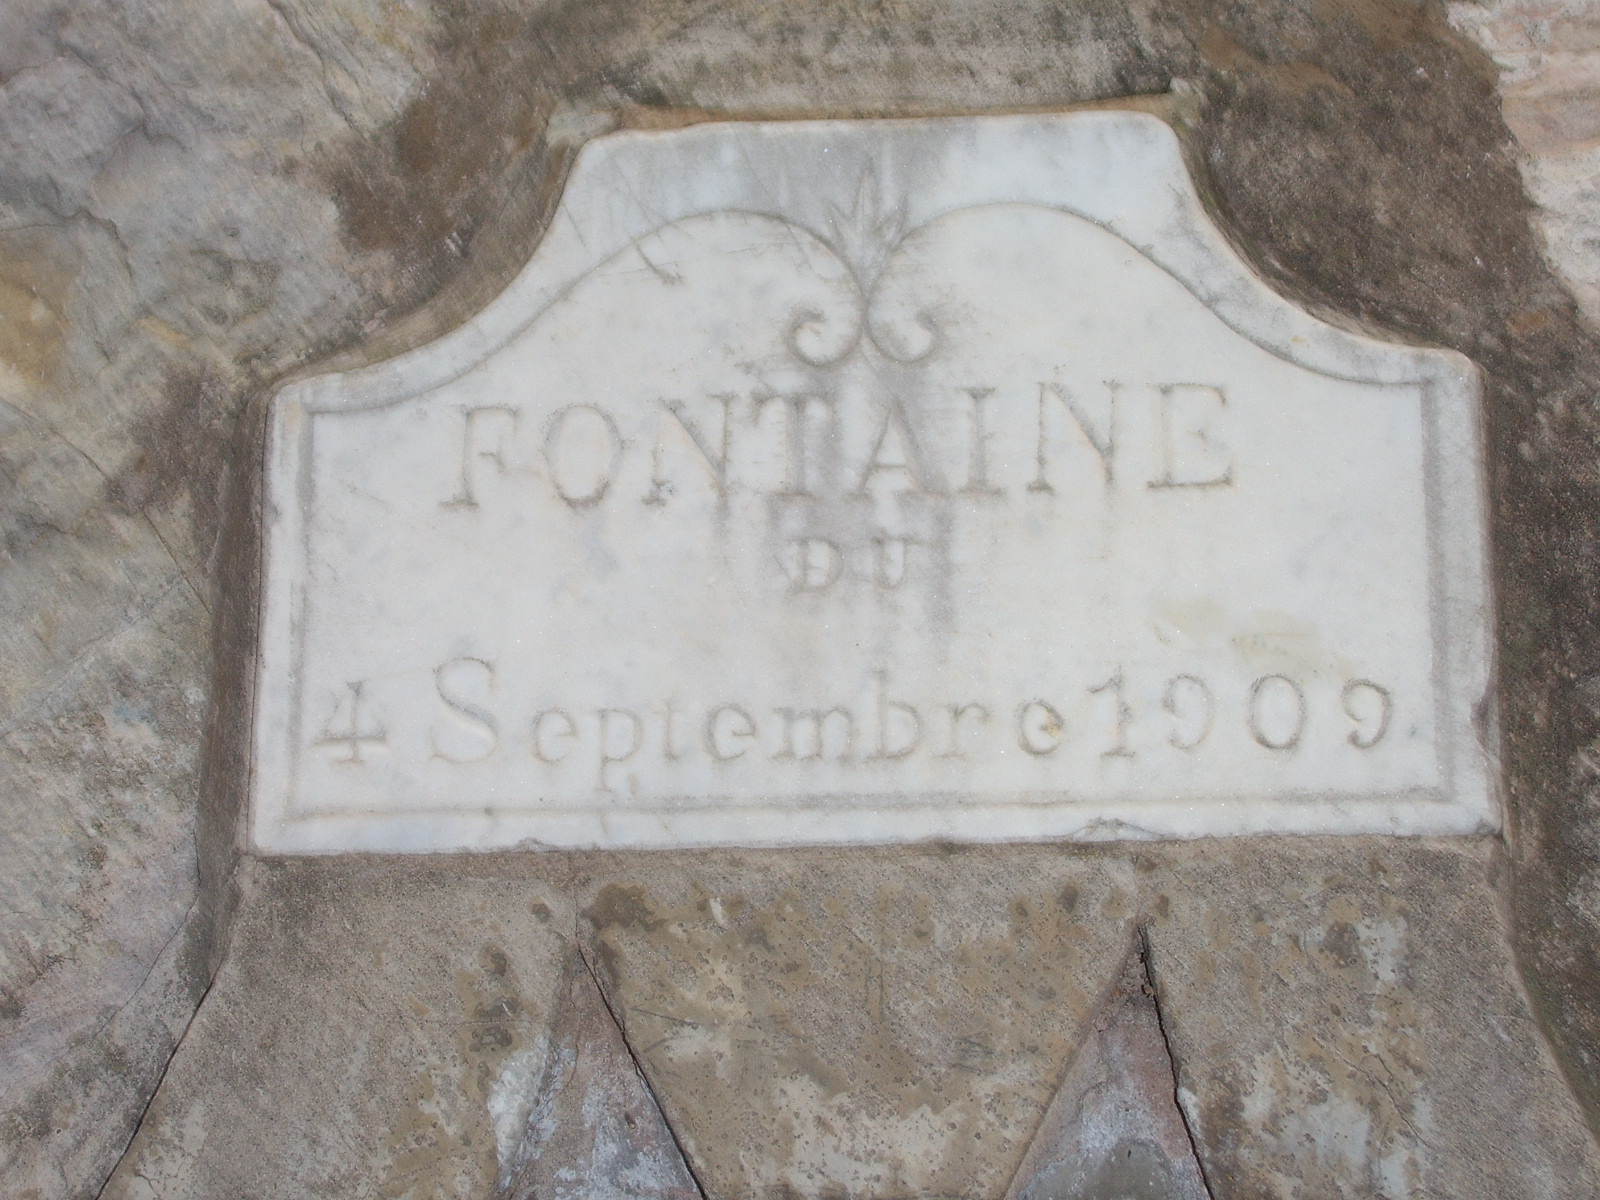 FONTAINE
DU
4 Septembre 1909